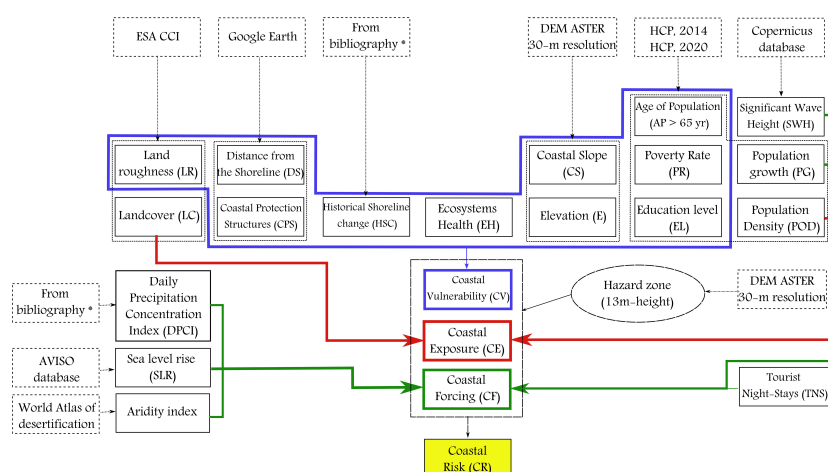 ESA CCI
Google Earth
From
bibliography *
DEM ASTER
30-m resolution
HCP, 2014
HCP, 2020
Copernicus
database
Land
roughness (LR)
Landcover (LC)
Distance from
the Shoreline (DS)
Coastal Protection
Structures (CPS)
Historical Shoreline
change (HSC)
Ecosystems
Health (EH)
Coastal Slope
(CS)
Elevation (E)
Age of Population
(AP > 65 yr)
Poverty Rate
(PR)
Education level
(EL)
Significant Wave
Height (SWH)
Population
growth (PG)
Population
Density (POD)
From
bibliography *
Daily
Precipitation
Concentration
Index (DPCI)
AVISO
database
Sea level rise
(SLR)
World Atlas of
desertification
Aridity index
Coastal
Vulnerability (CV)
Coastal
Exposure (CE)
Coastal
Forcing (CF)
Coastal
Risk (CR)
Hazard zone
(13m-height)
DEM ASTER
30-m resolution
Tourist
Night-Stays (TNS)